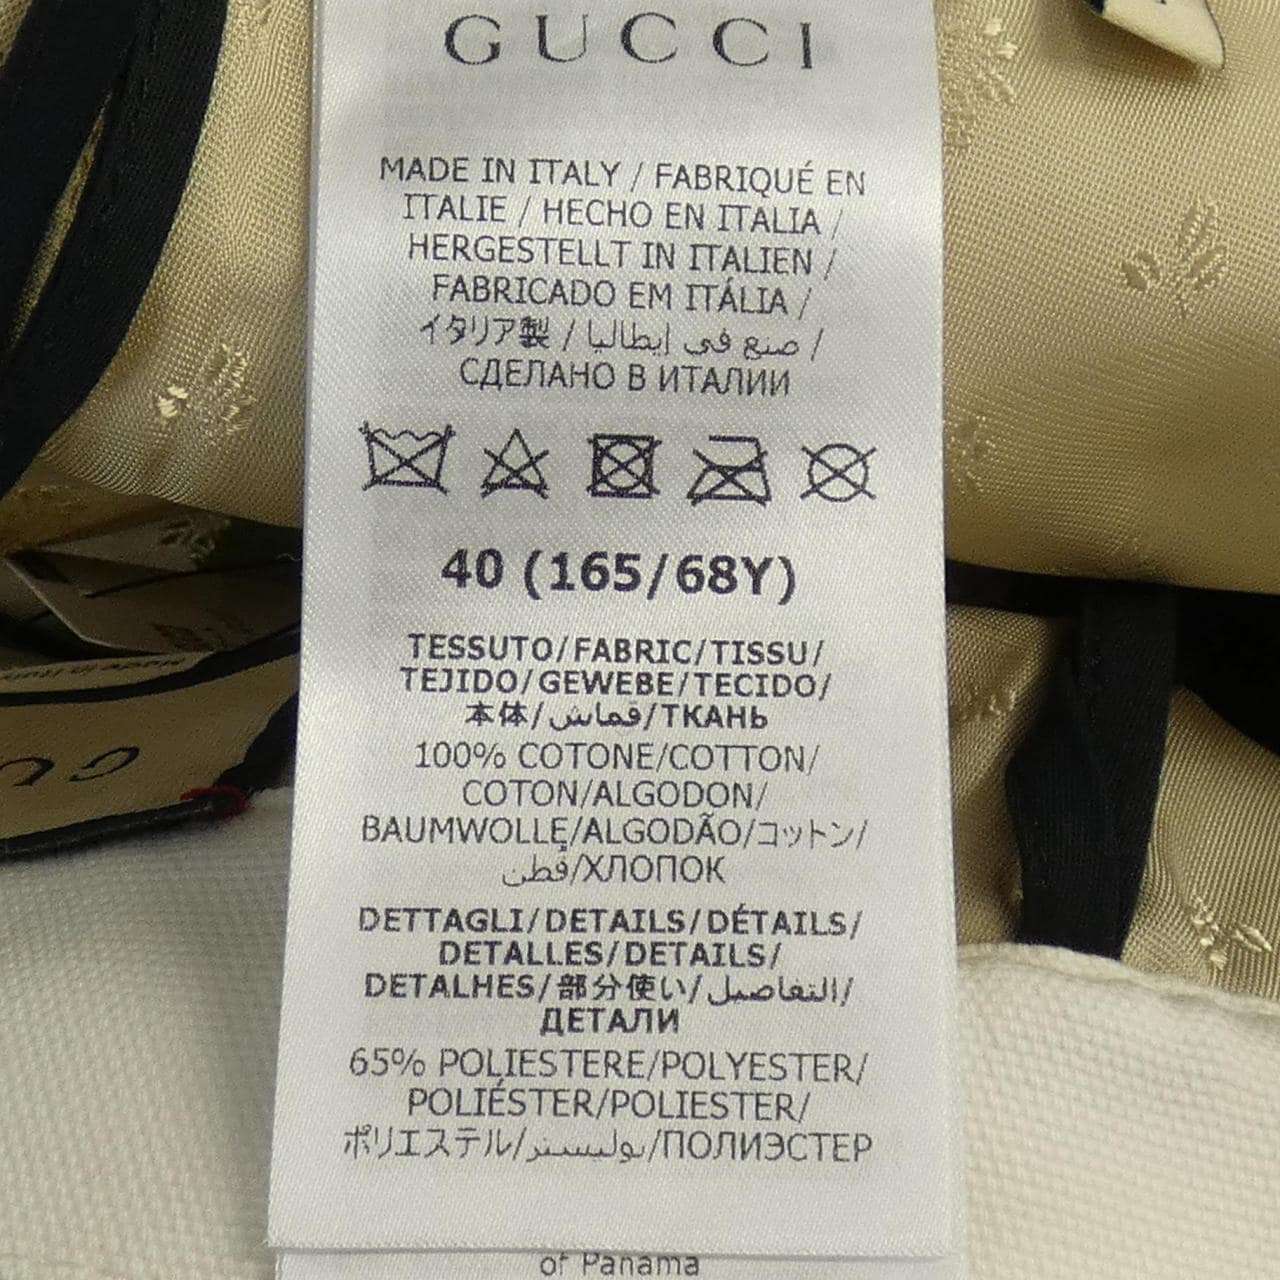 GUCCI
MADE IN ITALY / FABRIQUÉ EN
ITALIE / HECHO EN ITALIA /
HERGESTELLT IN ITALIEN /
FABRICADO EM ITÁLIA /
イタリア製 / صنع في إيطاليا /
СДЕЛАНО В ИТАЛИИ
40 (165/68Y)
TESSUTO/FABRIC/TISSU/
TEJIDO/GEWEBE/TECIDO/
本体/قماش/ТКАНЬ
100% COTONE/COTTON/
COTON/ALGODON/
BAUMWOLLE/ALGODÃO/コットン/
قطن/ХЛОПОК
DETTAGLI/DETAILS/DÉTAILS/
DETALLES/DETAILS/
DETALHES/部分使い/التفاصيل/
ДЕТАЛИ
65% POLIESTERE/POLYESTER/
POLIÉSTER/POLIESTER/
ポリエステル/بوليستر/ПОЛИЭСТЕР
of Panama
GU